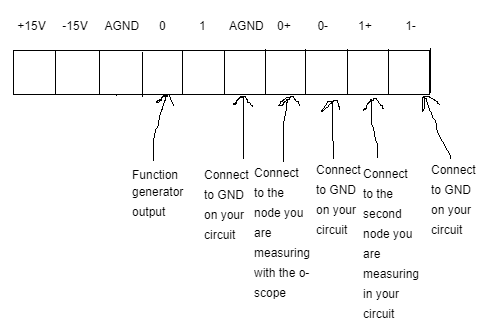 +15V -15V AGND 0 1 AGND 0+ 0- 1+ 1-
Function
generator
output
Connect
to GND
on your
circuit
Connect
to the
node you
are
measuring
with the o-
scope
Connect
to GND
on your
circuit
Connect
to the
second
node you
are
measuring
in your
circuit
Connect
to GND
on your
circuit